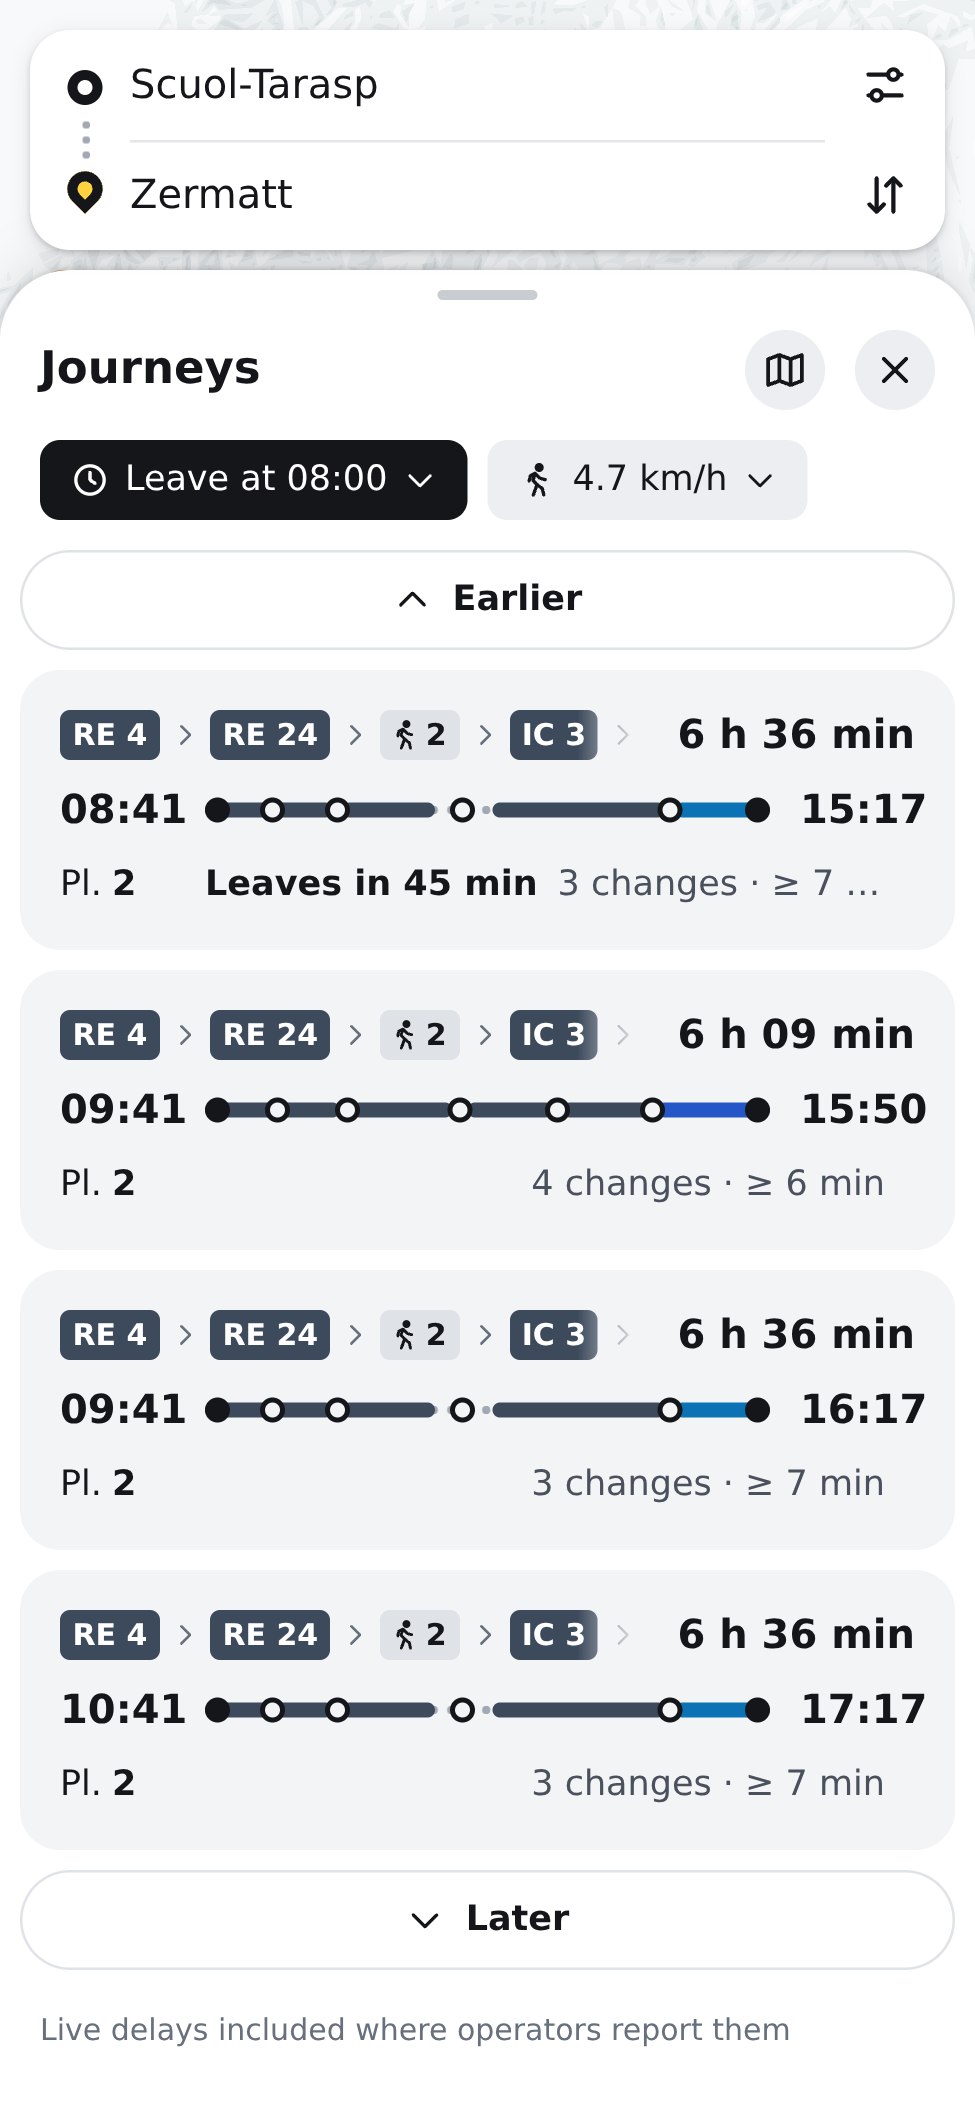 Scuol-Tarasp
Zermatt
Journeys
Leave at 08:00
4.7 km/h
Earlier
RE 4 RE 24 2 IC 3 6 h 36 min
08:41 15:17
Pl. 2 Leaves in 45 min 3 changes · ≥ 7 ...
RE 4 RE 24 2 IC 3 6 h 09 min
09:41 15:50
Pl. 2 4 changes · ≥ 6 min
RE 4 RE 24 2 IC 3 6 h 36 min
09:41 16:17
Pl. 2 3 changes · ≥ 7 min
RE 4 RE 24 2 IC 3 6 h 36 min
10:41 17:17
Pl. 2 3 changes · ≥ 7 min
Later
Live delays included where operators report them